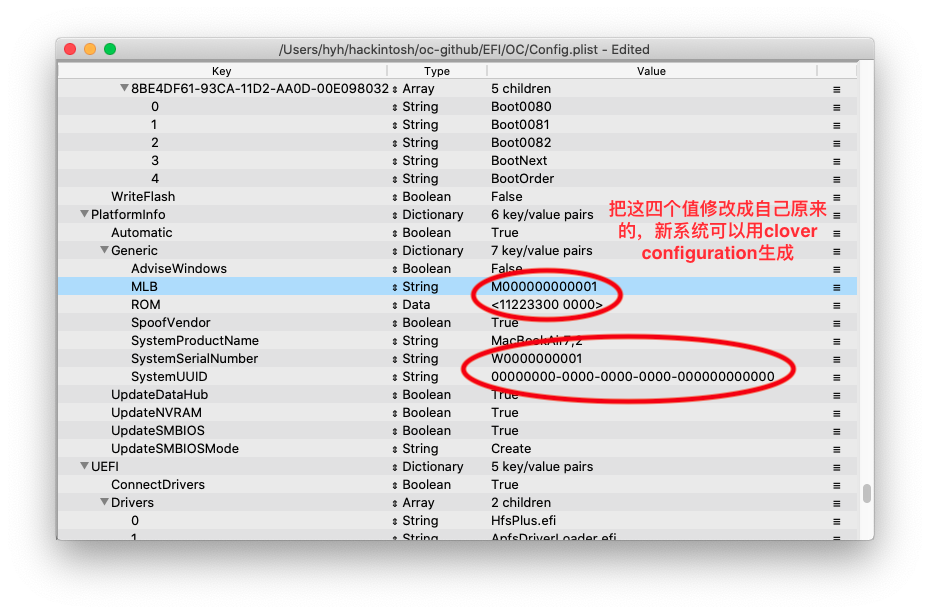 /Users/hyh/hackintosh/oc-github/EFI/OC/Config.plist - Edited
Key Type Value
8BE4DF61-93CA-11D2-AA0D-00E098032 Array 5 children
0 String Boot0080
1 String Boot0081
2 String Boot0082
3 String BootNext
4 String BootOrder
WriteFlash Boolean False
PlatformInfo Dictionary 6 key/value pairs
Automatic Boolean True
Generic Dictionary 7 key/value pairs
把这四个值修改成自己原来
的，新系统可以用clover
configuration生成
AdviseWindows Boolean False
MLB String M000000000001
ROM Data <11223300 0000>
SpoofVendor Boolean True
SystemProductName String MacBookAir7,2
SystemSerialNumber String W0000000001
SystemUUID String 00000000-0000-0000-0000-000000000000
UpdateDataHub Boolean True
UpdateNVRAM Boolean True
UpdateSMBIOS Boolean True
UpdateSMBIOSMode String Create
UEFI Dictionary 5 key/value pairs
ConnectDrivers Boolean True
Drivers Array 2 children
0 String HfsPlus.efi
1 String ApfsDriverLoader.efi